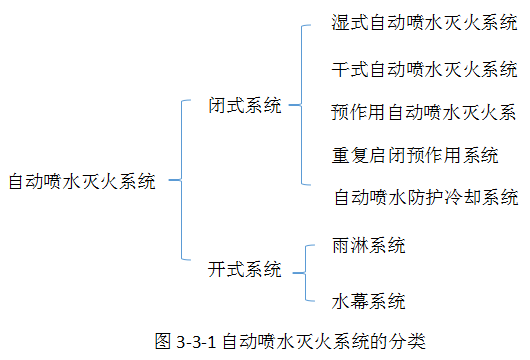 湿式自动喷水灭火系统
干式自动喷水灭火系统
预作用自动喷水灭火系
重复启闭预作用系统
自动喷水防护冷却系统
闭式系统
自动喷水灭火系统
开式系统
雨淋系统
水幕系统
图 3-3-1 自动喷水灭火系统的分类